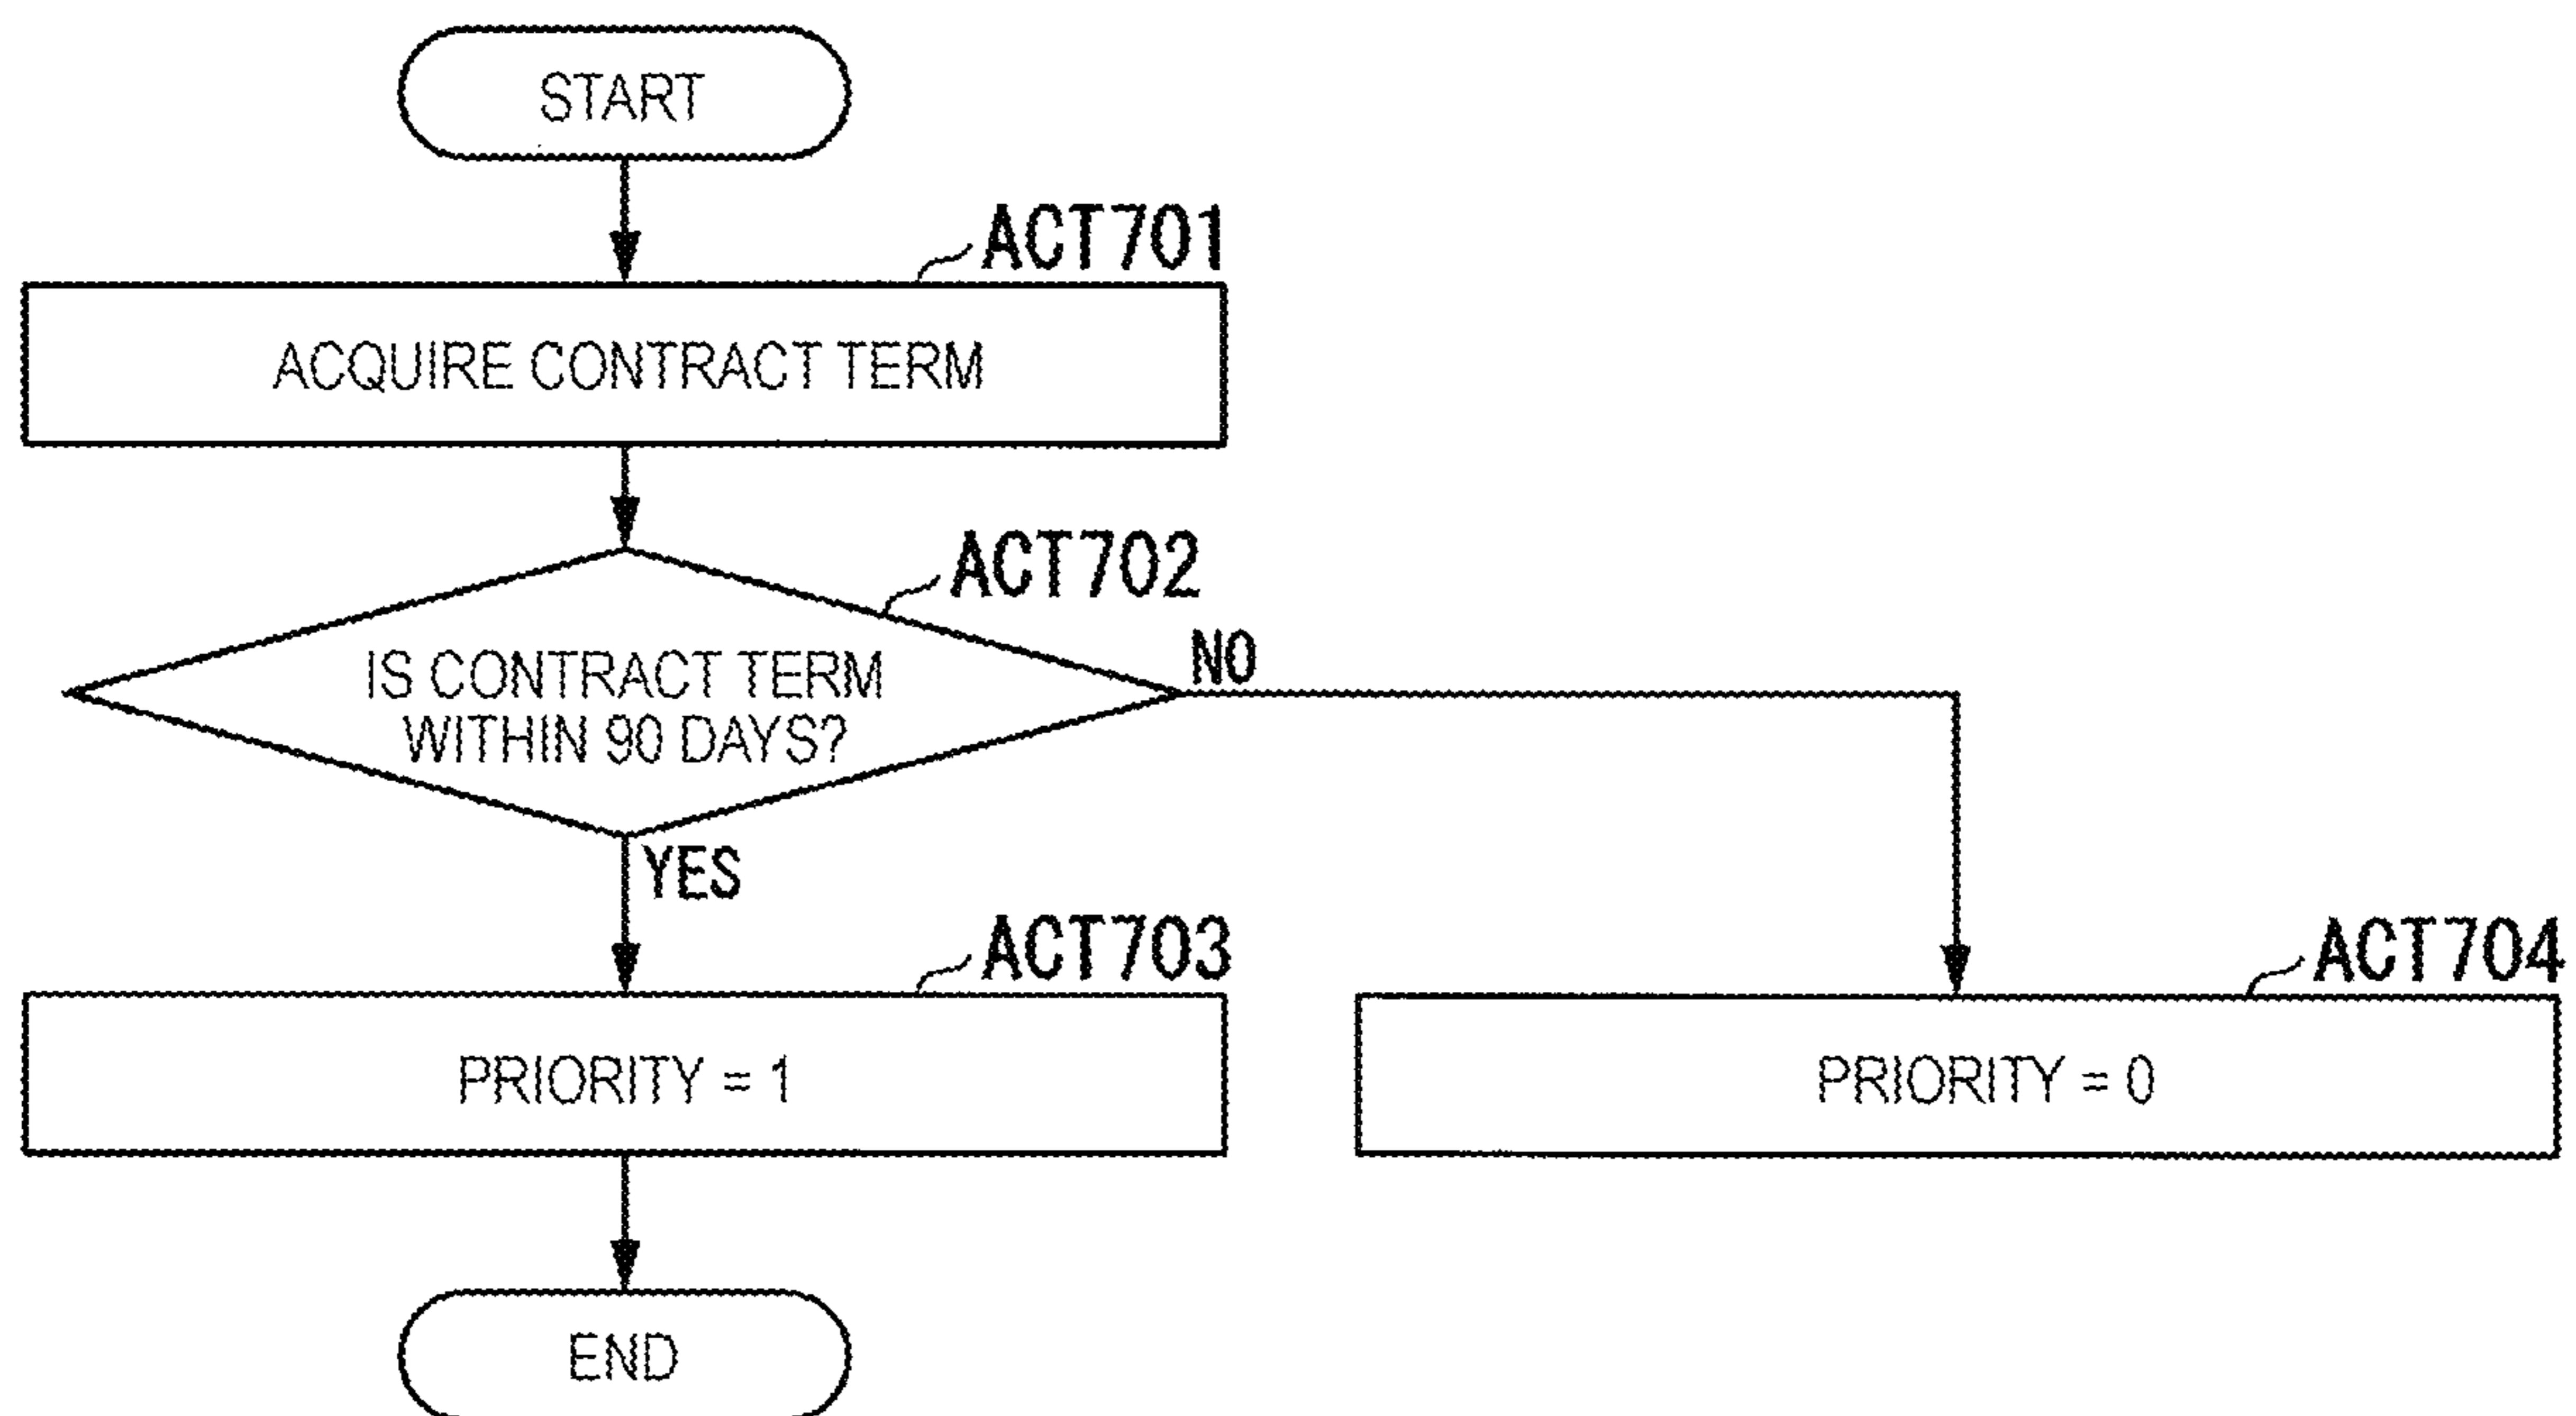 START
ACT701
ACQUIRE CONTRACT TERM
ACT702
IS CONTRACT TERM
WITHIN 90 DAYS?
NO
YES
ACT703
PRIORITY = 1
ACT704
PRIORITY = 0
END